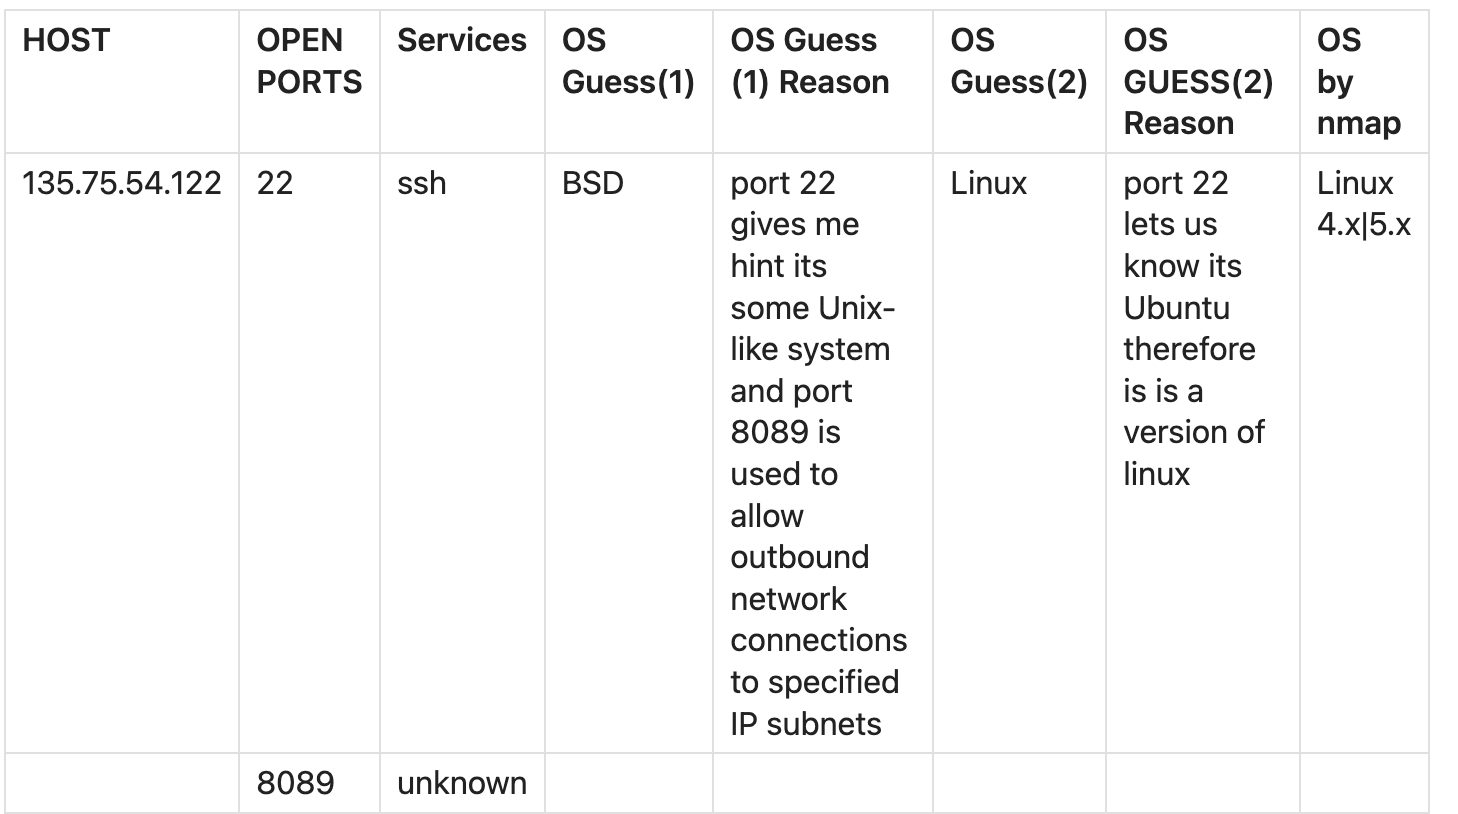 HOST
OPEN
PORTS
Services
OS
Guess(1)
OS Guess
(1) Reason
OS
Guess(2)
OS
GUESS(2)
Reason
OS
by
nmap
135.75.54.122
22
ssh
BSD
port 22
gives me
hint its
some Unix-
like system
and port
8089 is
used to
allow
outbound
network
connections
to specified
IP subnets
Linux
port 22
lets us
know its
Ubuntu
therefore
is is a
version of
linux
Linux
4.x|5.x
8089
unknown